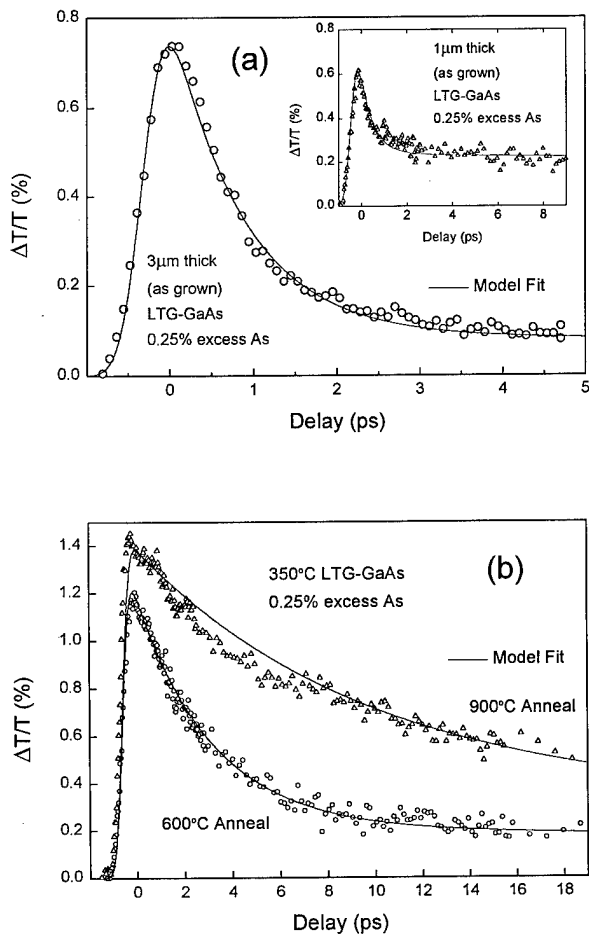 (a)
3μm thick
(as grown)
LTG-GaAs
0.25% excess As
Model Fit
ΔT/T (%)
0.8
0.6
0.4
0.2
0.0
0 1 2 3 4 5
Delay (ps)
1μm thick
(as grown)
LTG-GaAs
0.25% excess As
ΔT/T (%)
0.8
0.6
0.4
0.2
0.0
0 2 4 6 8
Delay (ps)
(b)
350°C LTG-GaAs
0.25% excess As
Model Fit
900°C Anneal
600°C Anneal
ΔT/T (%)
1.4
1.2
1.0
0.8
0.6
0.4
0.2
0.0
0 2 4 6 8 10 12 14 16 18
Delay (ps)